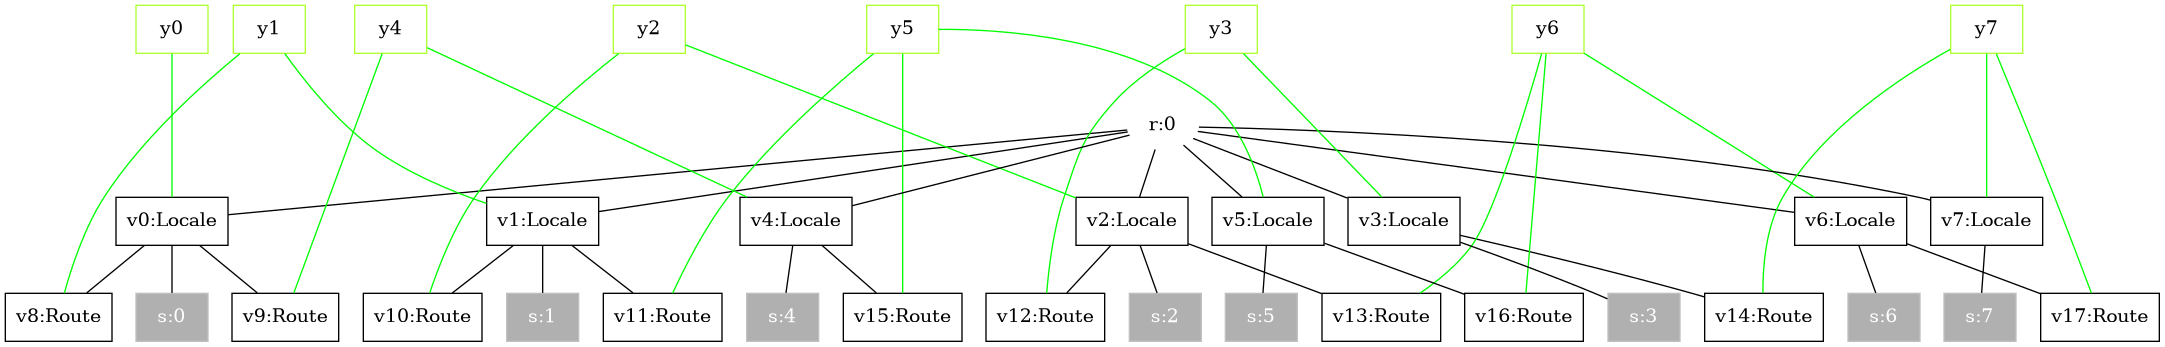 y0 y1 y4 y2 y5 y3 y6 y7
r:0
v0:Locale v1:Locale v4:Locale v2:Locale v5:Locale v3:Locale v6:Locale v7:Locale
v8:Route s:0 v9:Route v10:Route s:1 v11:Route s:4 v15:Route v12:Route s:2 s:5 v13:Route v16:Route s:3 v14:Route s:6 s:7 v17:Route